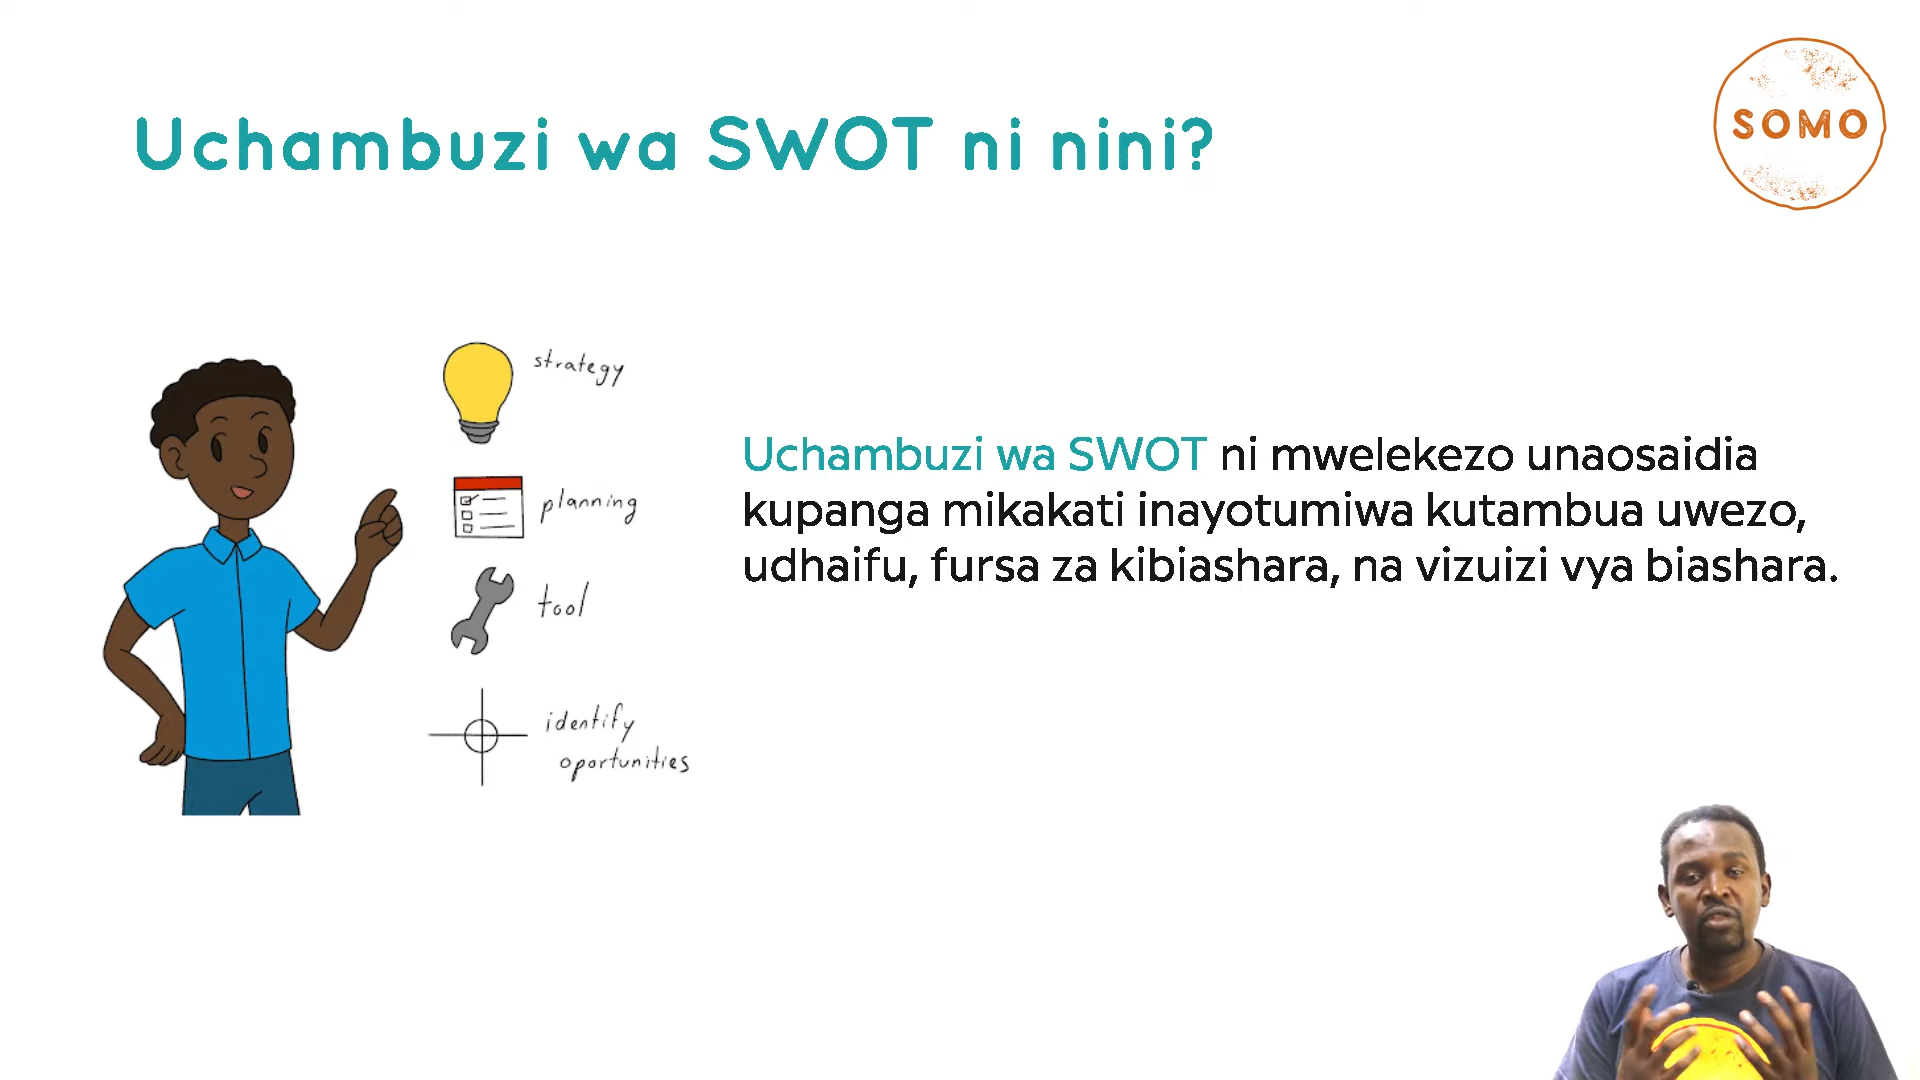 Uchambuzi wa SWOT ni nini?
SOMO
strategy
planning
tool
identify
oportunities
Uchambuzi wa SWOT ni mwelekezo unaosaidia
kupanga mikakati inayotumiwa kutambua uwezo,
udhaifu, fursa za kibiashara, na vizuizi vya biashara.